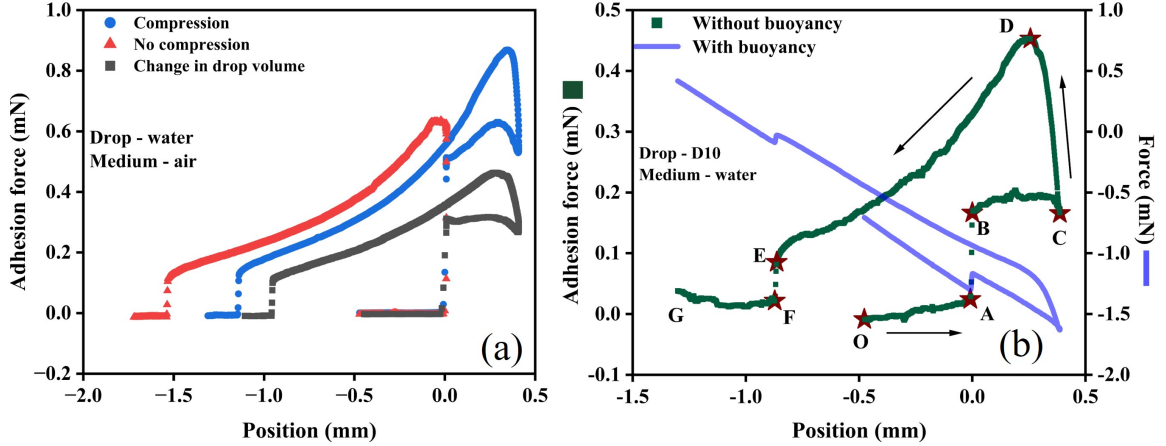 1.0
0.8
0.6
0.4
0.2
0.0
−0.2
Adhesion force (mN)
Compression
No compression
Change in drop volume
Drop - water
Medium - air
(a)
−1.5
−1.0
−0.5
0.0
0.5
Position (mm)
0.5
0.4
0.3
0.2
0.1
0.0
-0.1
Adhesion force (mN)
Without buoyancy
With buoyancy
D
Drop - D10
Medium - water
B
C
E
A
G
F
O
(b)
-1.5
-1.0
-0.5
0.0
0.5
Position (mm)
1.0
0.5
0.0
-0.5
-1.0
-1.5
-2.0
Force (mN)